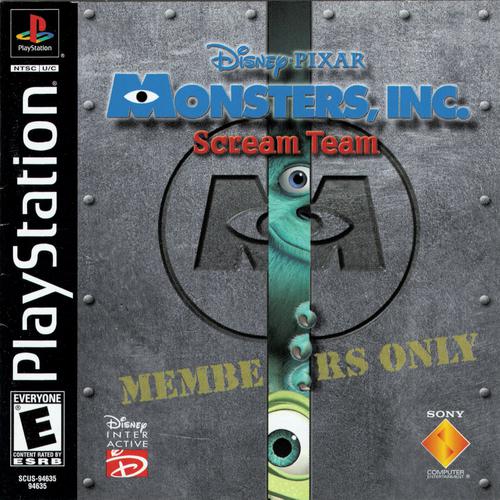 PlayStation
NTSC U/C
PlayStation
Disney·PIXAR
MONSTERS, INC.
Scream Team
M
MEMBE RS ONLY
EVERYONE
E
CONTENT RATED BY
ESRB
SCUS-94635
94635
Disney
INTER
ACTIVE
D
SONY
COMPUTER
ENTERTAINMENT